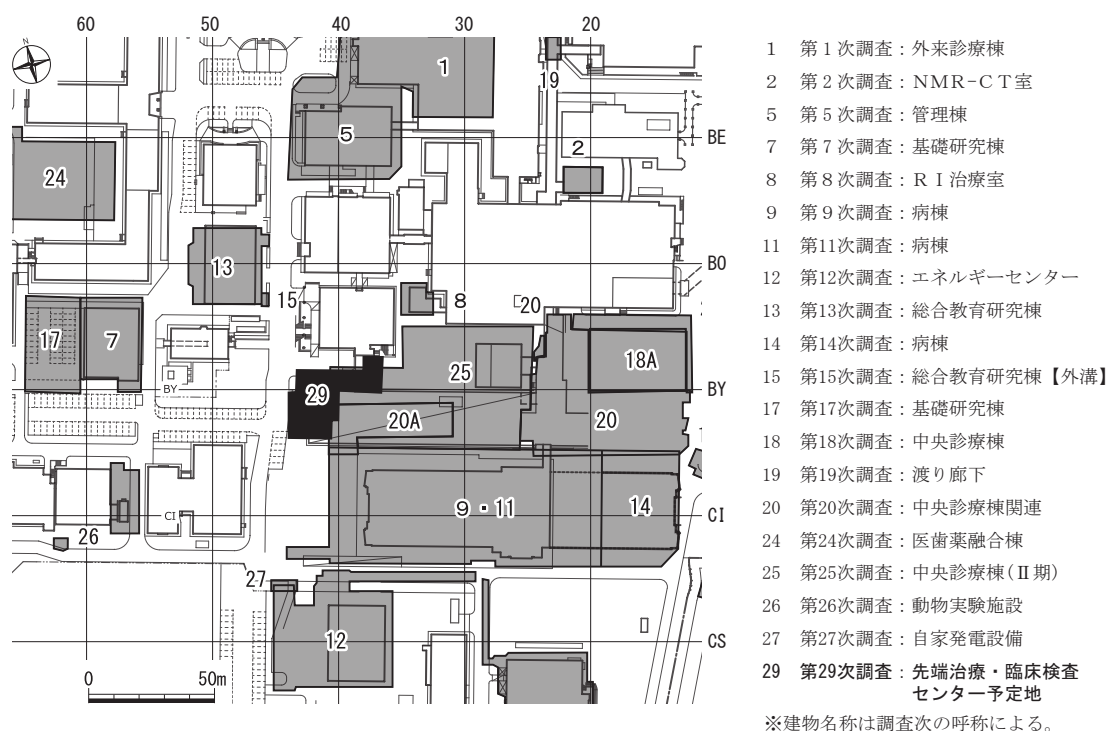 60 50 40 30 20
N
1
19
5
2
BE
24
13
BO
15
8
20
17
7
18A
25
BY
BY
29
20A
20
9・11
14
CI
CI
26
27
12
CS
0 50m
1 第1次調査：外来診療棟
2 第2次調査：NMR-CT室
5 第5次調査：管理棟
7 第7次調査：基礎研究棟
8 第8次調査：RI治療室
9 第9次調査：病棟
11 第11次調査：病棟
12 第12次調査：エネルギーセンター
13 第13次調査：総合教育研究棟
14 第14次調査：病棟
15 第15次調査：総合教育研究棟【外溝】
17 第17次調査：基礎研究棟
18 第18次調査：中央診療棟
19 第19次調査：渡り廊下
20 第20次調査：中央診療棟関連
24 第24次調査：医歯薬融合棟
25 第25次調査：中央診療棟(Ⅱ期)
26 第26次調査：動物実験施設
27 第27次調査：自家発電設備
29 第29次調査：先端治療・臨床検査
センター予定地
※建物名称は調査次の呼称による。